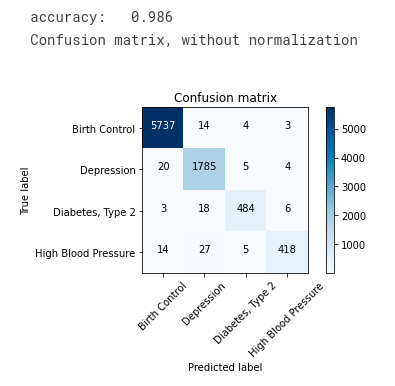 accuracy: 0.986
Confusion matrix, without normalization
Confusion matrix
Birth Control 5737 14 4 3
Depression 20 1785 5 4
Diabetes, Type 2 3 18 484 6
High Blood Pressure 14 27 5 418
True label
Birth Control
Depression
Diabetes, Type 2
High Blood Pressure
Predicted label
5000
4000
3000
2000
1000